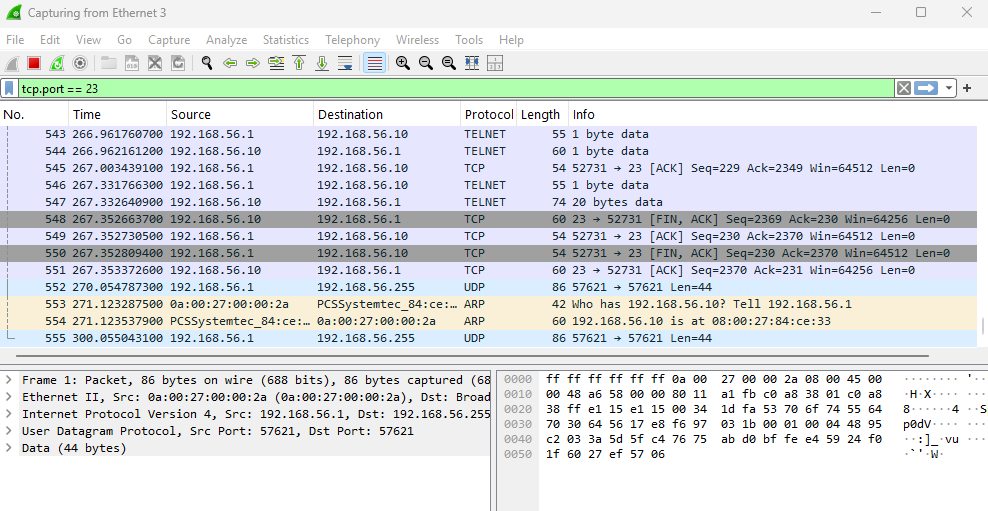 Capturing from Ethernet 3
File Edit View Go Capture Analyze Statistics Telephony Wireless Tools Help
tcp.port == 23
No. Time Source Destination Protocol Length Info
543 266.961760700 192.168.56.1 192.168.56.10 TELNET 55 1 byte data
544 266.962161200 192.168.56.10 192.168.56.1 TELNET 60 1 byte data
545 267.003439100 192.168.56.1 192.168.56.10 TCP 54 52731 → 23 [ACK] Seq=229 Ack=2349 Win=64512 Len=0
546 267.331766300 192.168.56.1 192.168.56.10 TELNET 55 1 byte data
547 267.332640900 192.168.56.10 192.168.56.1 TELNET 74 20 bytes data
548 267.352663700 192.168.56.10 192.168.56.1 TCP 60 23 → 52731 [FIN, ACK] Seq=2369 Ack=230 Win=64256 Len=0
549 267.352730500 192.168.56.1 192.168.56.10 TCP 54 52731 → 23 [ACK] Seq=230 Ack=2370 Win=64512 Len=0
550 267.352809400 192.168.56.1 192.168.56.10 TCP 54 52731 → 23 [FIN, ACK] Seq=230 Ack=2370 Win=64512 Len=0
551 267.353372600 192.168.56.10 192.168.56.1 TCP 60 23 → 52731 [ACK] Seq=2370 Ack=231 Win=64256 Len=0
552 270.054787300 192.168.56.1 192.168.56.255 UDP 86 57621 → 57621 Len=44
553 271.123287500 0a:00:27:00:00:2a PCSSystemtec_84:ce:… ARP 42 Who has 192.168.56.10? Tell 192.168.56.1
554 271.123537900 PCSSystemtec_84:ce:… 0a:00:27:00:00:2a ARP 60 192.168.56.10 is at 08:00:27:84:ce:33
555 300.055043100 192.168.56.1 192.168.56.255 UDP 86 57621 → 57621 Len=44
Frame 1: Packet, 86 bytes on wire (688 bits), 86 bytes captured (68
Ethernet II, Src: 0a:00:27:00:00:2a (0a:00:27:00:00:2a), Dst: Broad
Internet Protocol Version 4, Src: 192.168.56.1, Dst: 192.168.56.255
User Datagram Protocol, Src Port: 57621, Dst Port: 57621
Data (44 bytes)
0000 ff ff ff ff ff ff 0a 00 27 00 00 2a 08 00 45 00 ········ '··
0010 00 48 a6 58 00 00 80 11 a1 fb c0 a8 38 01 c0 a8 ·H·X···· ····
0020 38 ff e1 15 e1 15 00 34 1d fa 53 70 6f 74 55 64 8······4 ··S
0030 70 30 64 56 17 e8 f6 97 03 1b 00 01 00 04 48 95 p0dV···· ····
0040 c2 03 3a 5d 5f c4 76 75 ab d0 bf fe e4 59 24 f0 ··:]_·vu ····
0050 1f 60 27 ef 57 06 ·`'·W·